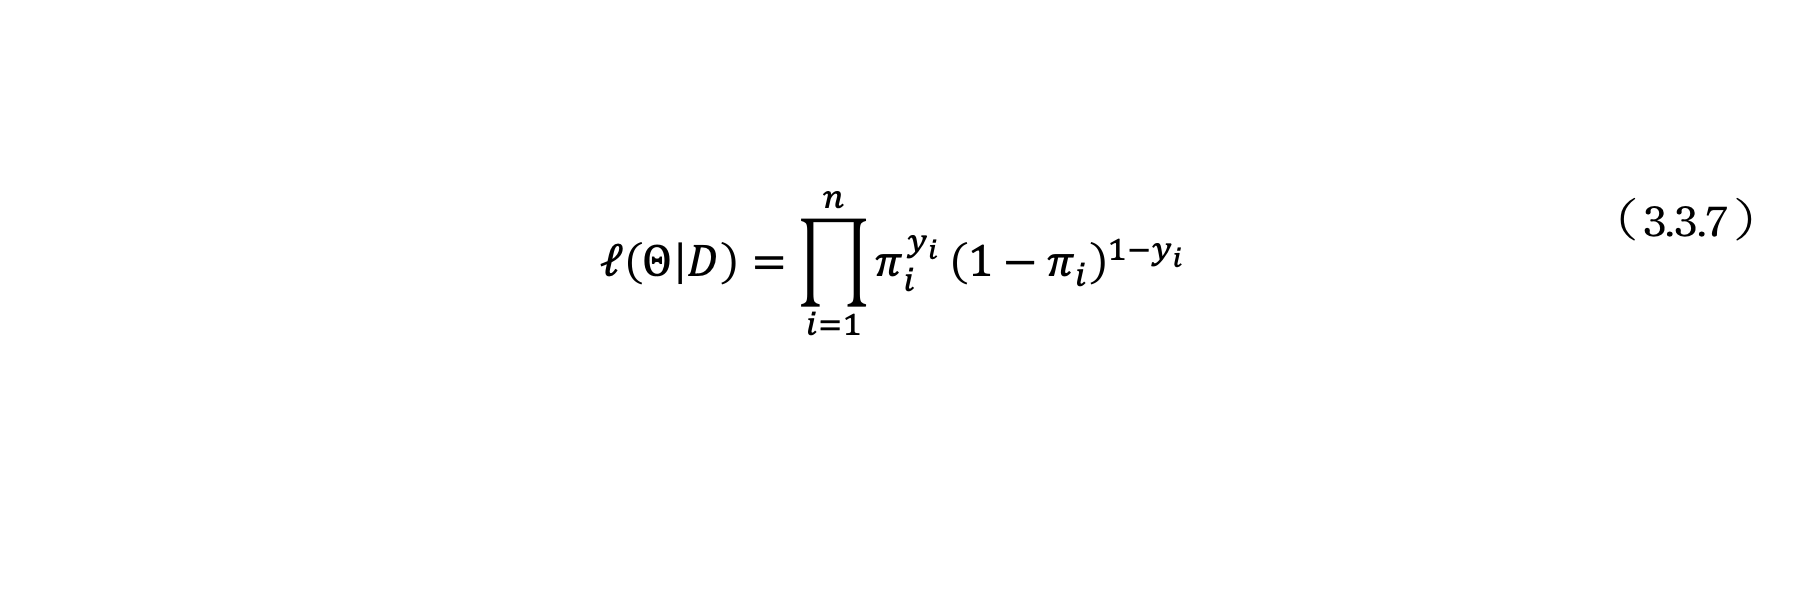 ℓ(Θ|D) = ∏_{i=1}^{n} π_i^{y_i} (1 − π_i)^{1−y_i} (3.3.7)